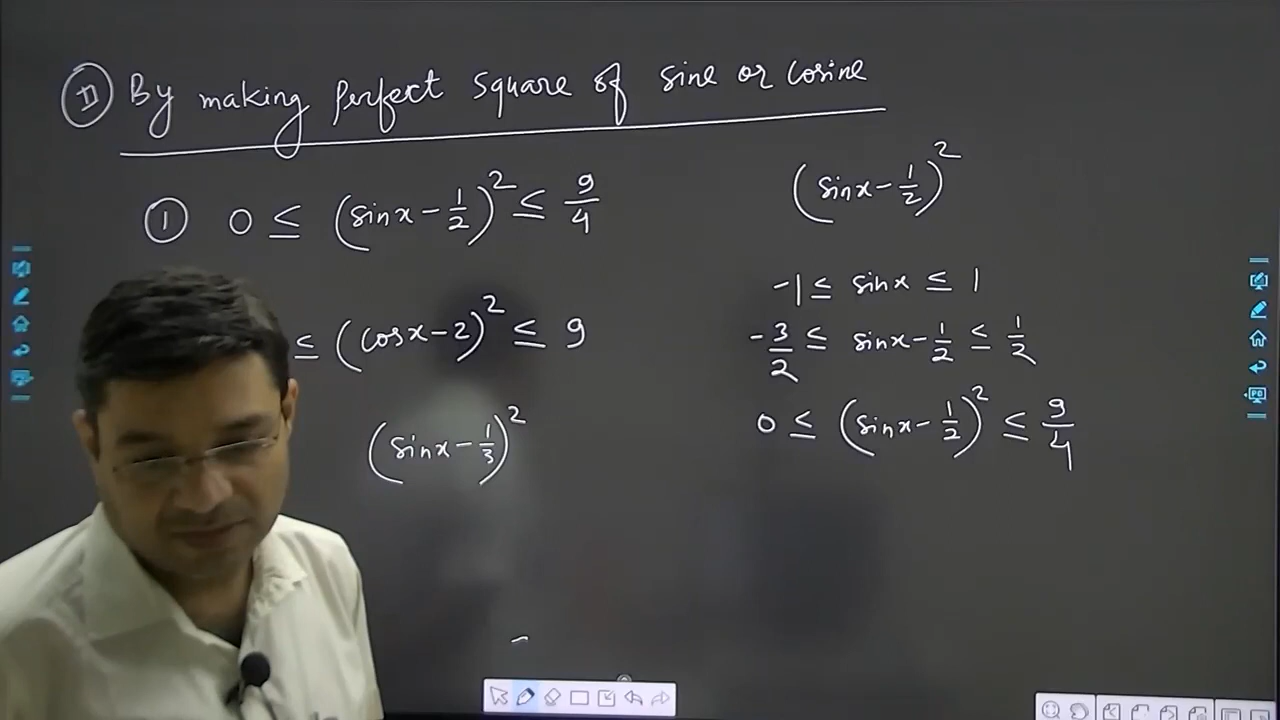 II By making Perfect Square of sine or cosine
① 0 ≤ (sinx - 1/2)² ≤ 9/4
≤ (cosx - 2)² ≤ 9
(sinx - 1/3)²
(sinx - 1/2)²
-1 ≤ sinx ≤ 1
-3/2 ≤ sinx - 1/2 ≤ 1/2
0 ≤ (sinx - 1/2)² ≤ 9/4